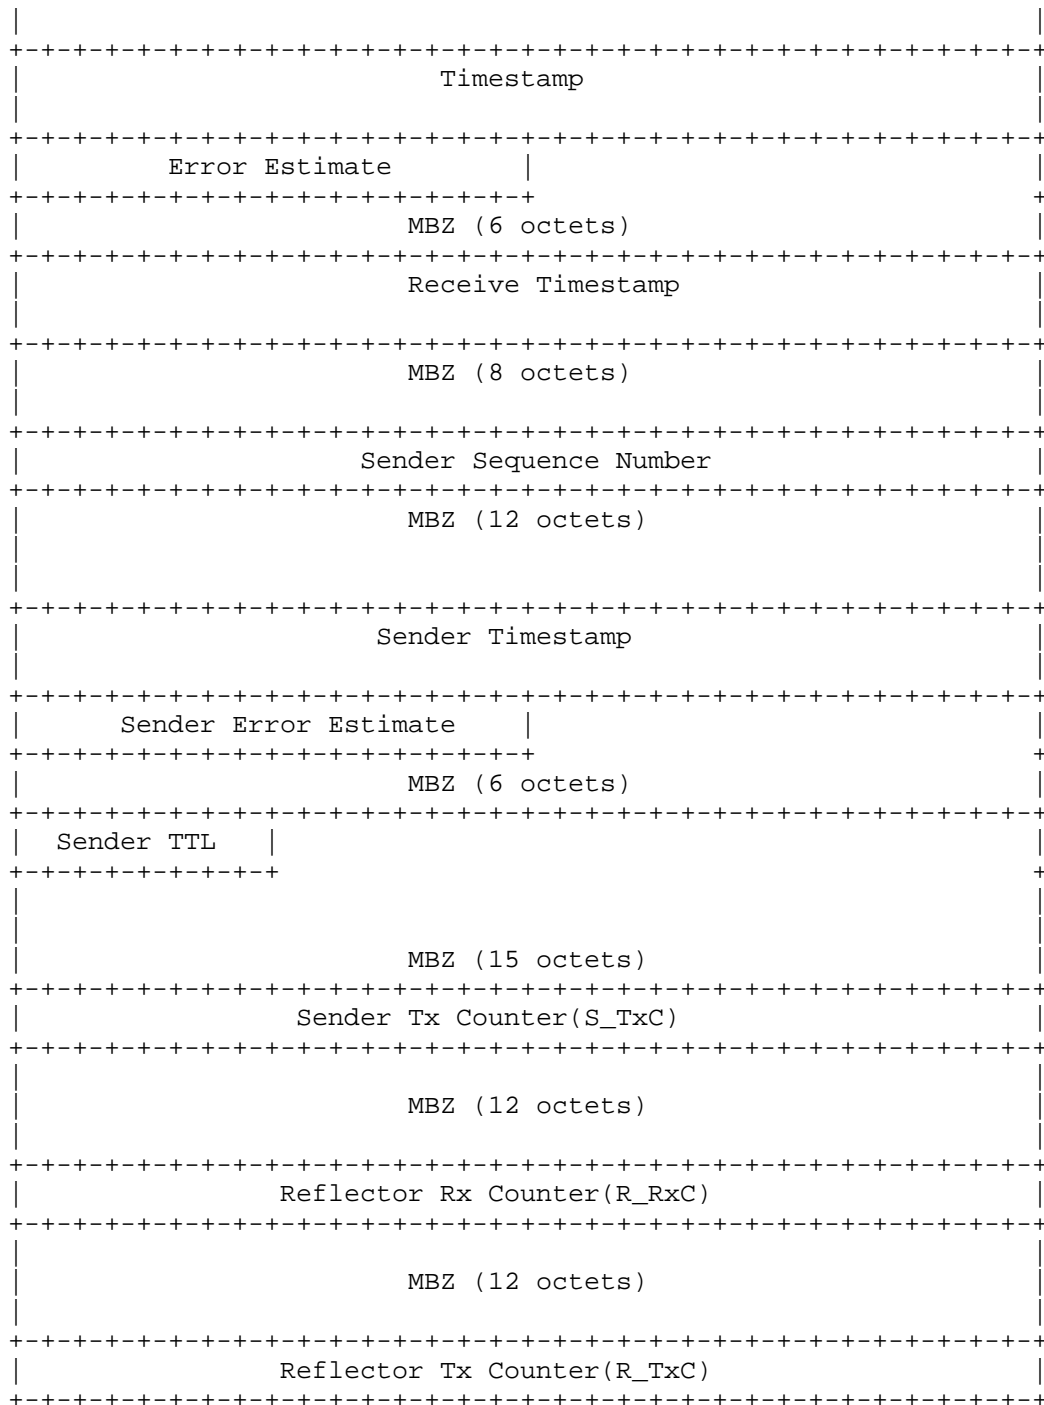 |                                                               |
+-+-+-+-+-+-+-+-+-+-+-+-+-+-+-+-+-+-+-+-+-+-+-+-+-+-+-+-+-+-+-+-+
|                          Timestamp                            |
|                                                               |
+-+-+-+-+-+-+-+-+-+-+-+-+-+-+-+-+-+-+-+-+-+-+-+-+-+-+-+-+-+-+-+-+
|         Error Estimate        |                               |
+-+-+-+-+-+-+-+-+-+-+-+-+-+-+-+-+                               +
|                        MBZ (6 octets)                         |
+-+-+-+-+-+-+-+-+-+-+-+-+-+-+-+-+-+-+-+-+-+-+-+-+-+-+-+-+-+-+-+-+
|                        Receive Timestamp                      |
|                                                               |
+-+-+-+-+-+-+-+-+-+-+-+-+-+-+-+-+-+-+-+-+-+-+-+-+-+-+-+-+-+-+-+-+
|                        MBZ (8 octets)                         |
|                                                               |
+-+-+-+-+-+-+-+-+-+-+-+-+-+-+-+-+-+-+-+-+-+-+-+-+-+-+-+-+-+-+-+-+
|                     Sender Sequence Number                    |
+-+-+-+-+-+-+-+-+-+-+-+-+-+-+-+-+-+-+-+-+-+-+-+-+-+-+-+-+-+-+-+-+
|                        MBZ (12 octets)                        |
|                                                               |
|                                                               |
+-+-+-+-+-+-+-+-+-+-+-+-+-+-+-+-+-+-+-+-+-+-+-+-+-+-+-+-+-+-+-+-+
|                      Sender Timestamp                         |
|                                                               |
+-+-+-+-+-+-+-+-+-+-+-+-+-+-+-+-+-+-+-+-+-+-+-+-+-+-+-+-+-+-+-+-+
|      Sender Error Estimate    |                               |
+-+-+-+-+-+-+-+-+-+-+-+-+-+-+-+-+                               +
|                        MBZ (6 octets)                         |
+-+-+-+-+-+-+-+-+-+-+-+-+-+-+-+-+-+-+-+-+-+-+-+-+-+-+-+-+-+-+-+-+
|  Sender TTL   |                                               |
+-+-+-+-+-+-+-+-+                                               +
|                                                               |
|                                                               |
|                        MBZ (15 octets)                        |
+-+-+-+-+-+-+-+-+-+-+-+-+-+-+-+-+-+-+-+-+-+-+-+-+-+-+-+-+-+-+-+-+
|                 Sender Tx Counter(S_TxC)                      |
+-+-+-+-+-+-+-+-+-+-+-+-+-+-+-+-+-+-+-+-+-+-+-+-+-+-+-+-+-+-+-+-+
|                                                               |
|                        MBZ (12 octets)                        |
|                                                               |
+-+-+-+-+-+-+-+-+-+-+-+-+-+-+-+-+-+-+-+-+-+-+-+-+-+-+-+-+-+-+-+-+
|                Reflector Rx Counter(R_RxC)                    |
+-+-+-+-+-+-+-+-+-+-+-+-+-+-+-+-+-+-+-+-+-+-+-+-+-+-+-+-+-+-+-+-+
|                                                               |
|                        MBZ (12 octets)                        |
|                                                               |
+-+-+-+-+-+-+-+-+-+-+-+-+-+-+-+-+-+-+-+-+-+-+-+-+-+-+-+-+-+-+-+-+
|                Reflector Tx Counter(R_TxC)                    |
+-+-+-+-+-+-+-+-+-+-+-+-+-+-+-+-+-+-+-+-+-+-+-+-+-+-+-+-+-+-+-+-+